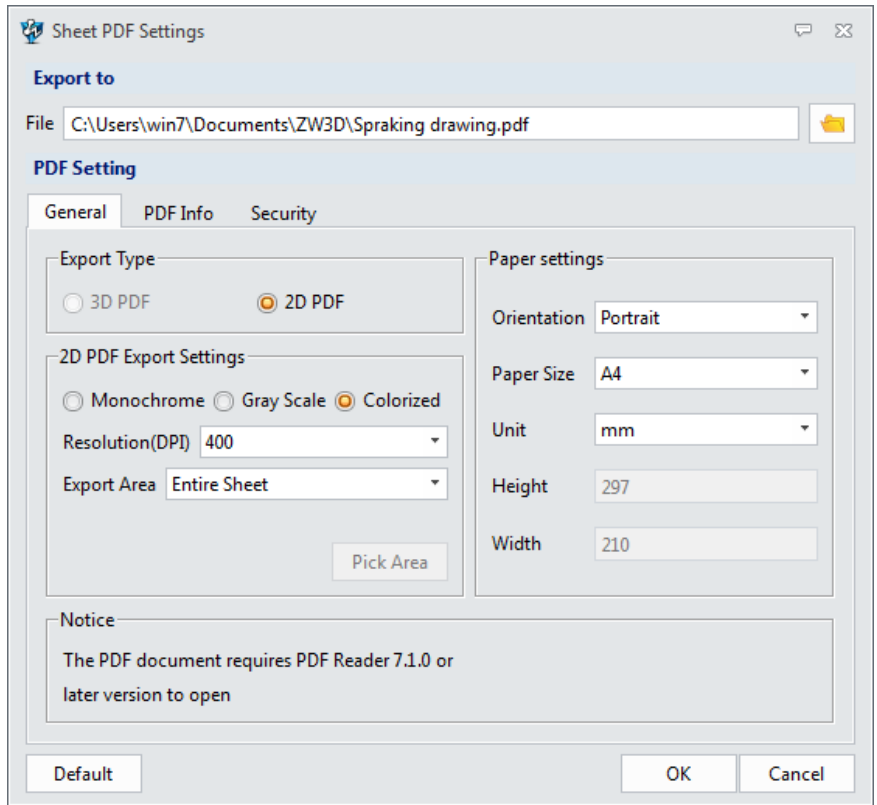 Sheet PDF Settings
Export to
File C:\Users\win7\Documents\ZW3D\Spraking drawing.pdf
PDF Setting
General PDF Info Security
Export Type
3D PDF 2D PDF
2D PDF Export Settings
Monochrome Gray Scale Colorized
Resolution(DPI) 400
Export Area Entire Sheet
Pick Area
Paper settings
Orientation Portrait
Paper Size A4
Unit mm
Height 297
Width 210
Notice
The PDF document requires PDF Reader 7.1.0 or
later version to open
Default OK Cancel